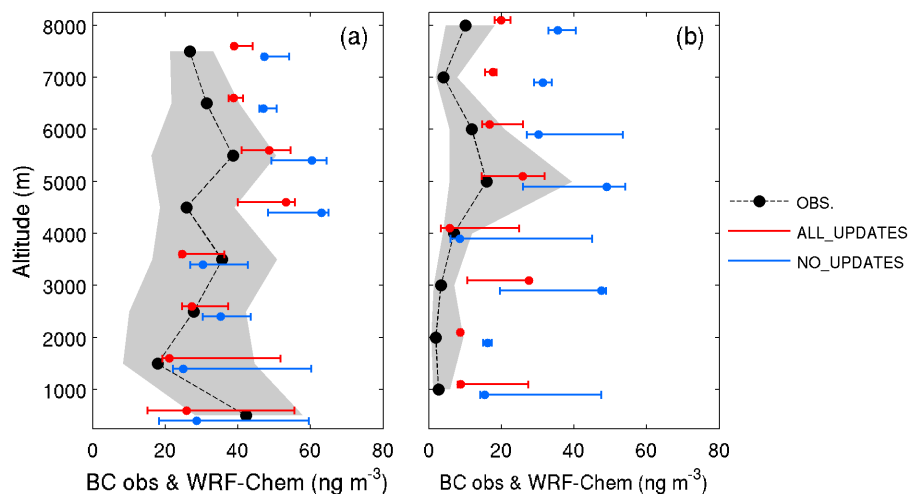 8000
7000
6000
5000
4000
3000
2000
1000
Altitude (m)
(a)
0 20 40 60 80
BC obs & WRF-Chem (ng m⁻³)
(b)
0 20 40 60 80
BC obs & WRF-Chem (ng m⁻³)
OBS.
ALL_UPDATES
NO_UPDATES